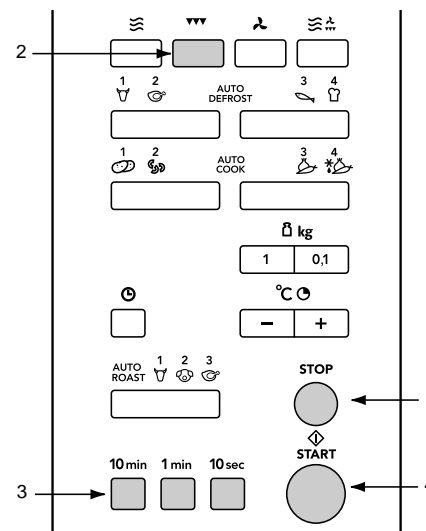 2
1 2 AUTO DEFROST 3 4
1 2 AUTO COOK 3 4
kg
1 0,1
°C
− +
AUTO ROAST 1 2 3
STOP
START
10 min 1 min 10 sec
3